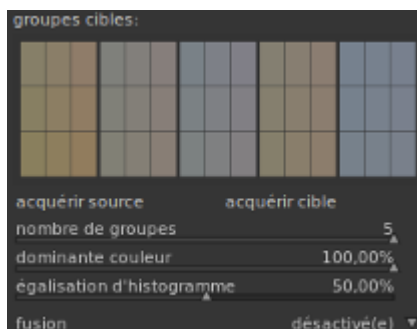 groupes cibles:
acquérir source acquérir cible
nombre de groupes 5
dominante couleur 100,00%
égalisation d'histogramme 50,00%
fusion désactivé(e)